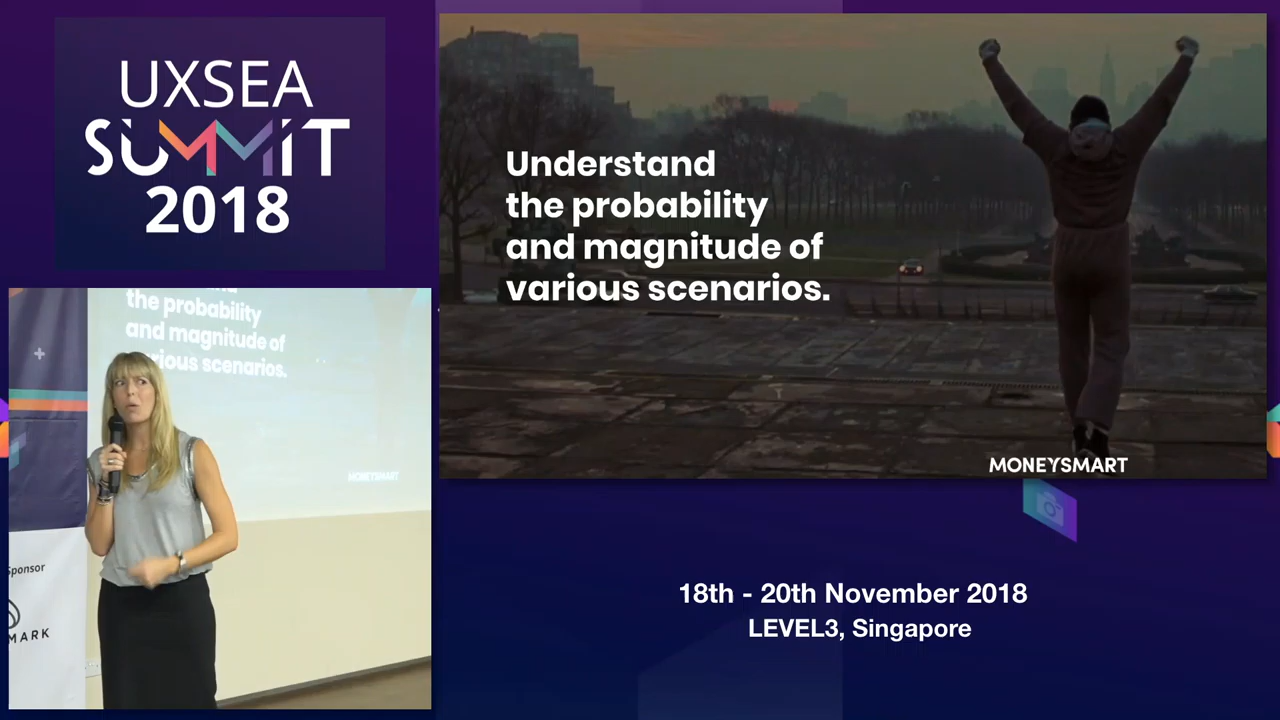 UXSEA
SUMMIT
2018
Understand
the probability
and magnitude of
various scenarios.
MONEYSMART
the probability
and magnitude of
various scenarios.
MONEYSMART
Sponsor
MARK
18th - 20th November 2018
LEVEL3, Singapore